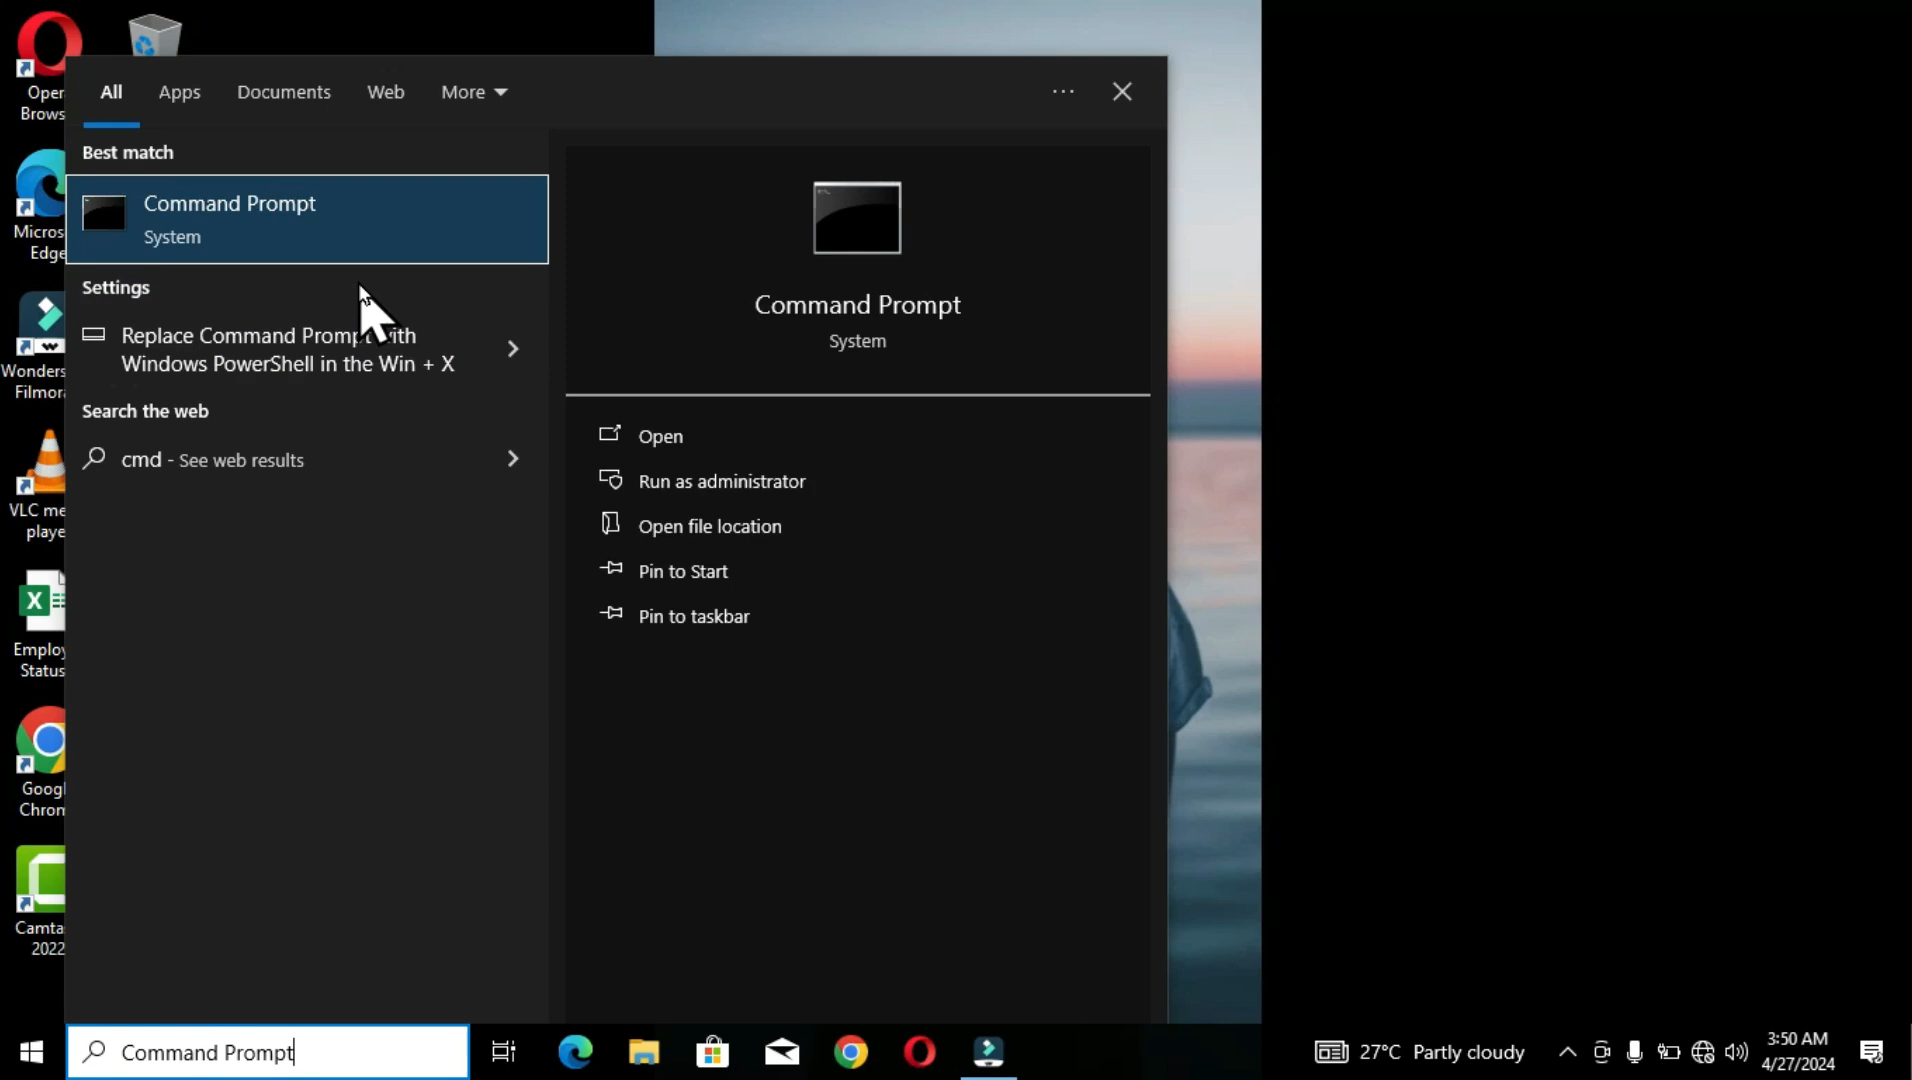 Oper
Brows
Micros
Edge
Wonders
Filmora
VLC me
playe
Employ
Status
Googl
Chrom
Camta
2022
All Apps Documents Web More
Best match
Command Prompt
System
Settings
Replace Command Prompt with
Windows PowerShell in the Win + X
Search the web
cmd - See web results
Command Prompt
System
Open
Run as administrator
Open file location
Pin to Start
Pin to taskbar
Command Prompt
27°C Partly cloudy
3:50 AM
4/27/2024